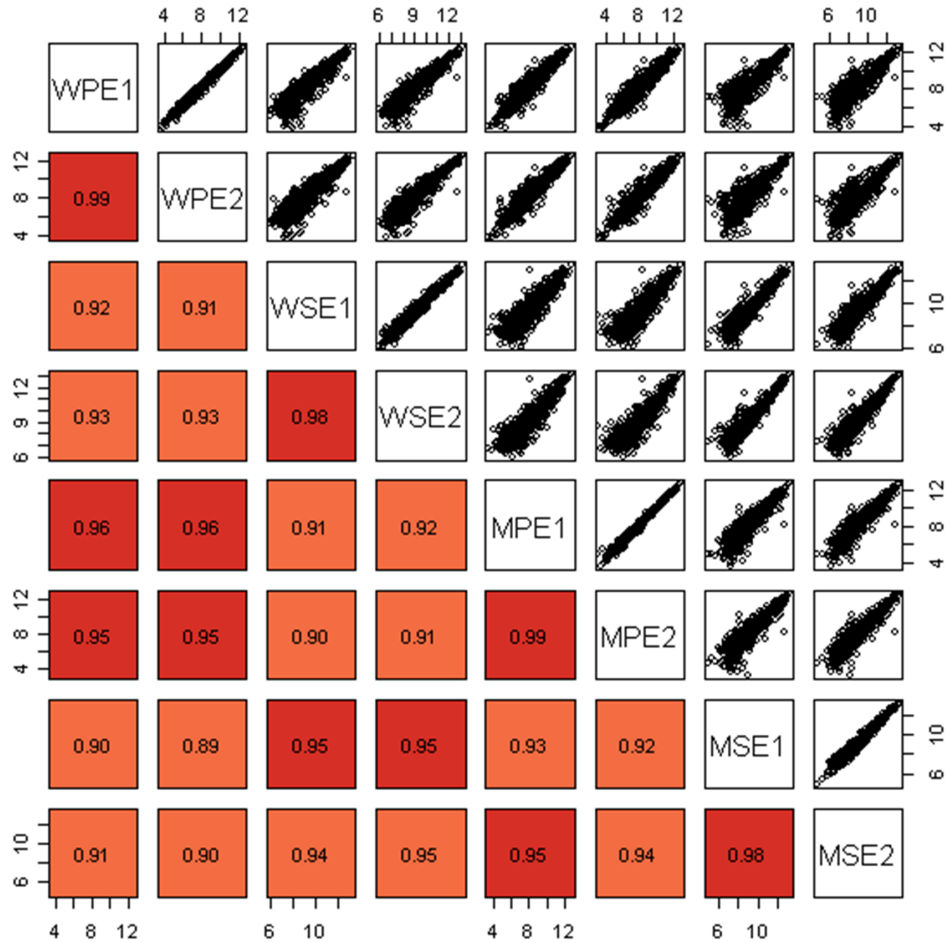 4 8 12 6 9 12 4 8 12 6 10
WPE1 4 8 12
4 8 12 0.99 WPE2
0.92 0.91 WSE1 6 10
6 9 12 0.93 0.93 0.98 WSE2
0.96 0.96 0.91 0.92 MPE1 4 8 12
4 8 12 0.95 0.95 0.90 0.91 0.99 MPE2
0.90 0.89 0.95 0.95 0.93 0.92 MSE1 6 10
6 10 0.91 0.90 0.94 0.95 0.95 0.94 0.98 MSE2
4 8 12 6 10 4 8 12 6 10